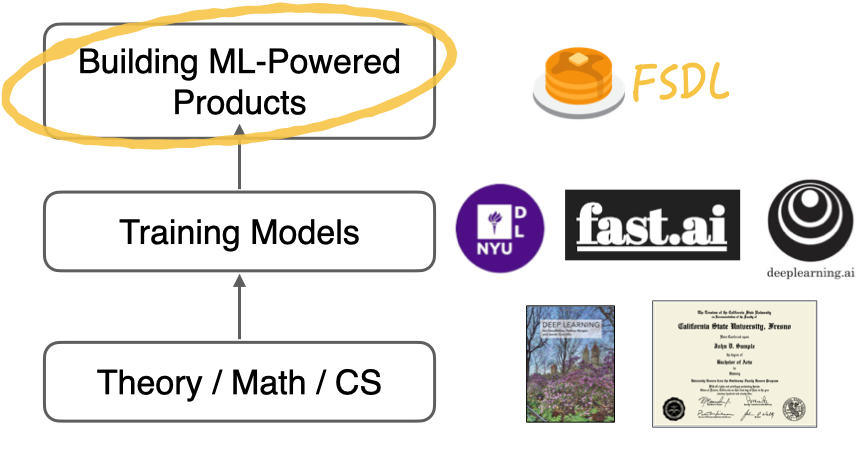 Building ML-Powered
Products
FSDL
Training Models
D
L
NYU
fast.ai
deeplearning.ai
Theory / Math / CS
DEEP LEARNING
California State University, Fresno
John D. Sample
Bachelor of Arts